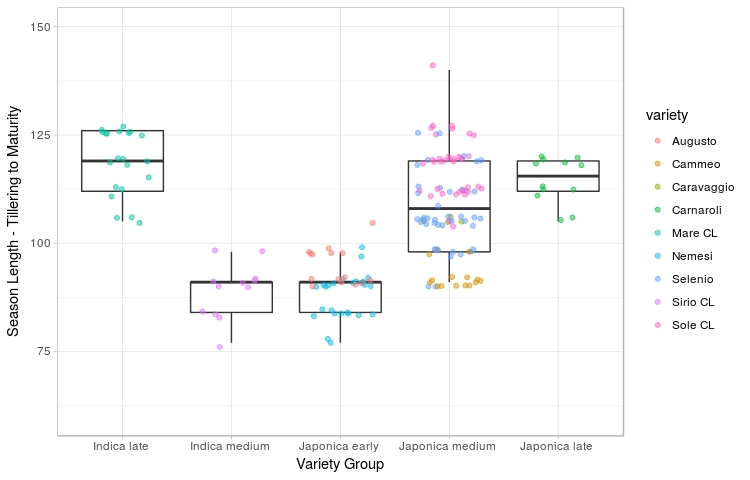 150
125
100
75
Season Length - Tillering to Maturity
Indica late
Indica medium
Japonica early
Japonica medium
Japonica late
Variety Group
variety
Augusto
Cammeo
Caravaggio
Carnaroli
Mare CL
Nemesi
Selenio
Sirio CL
Sole CL